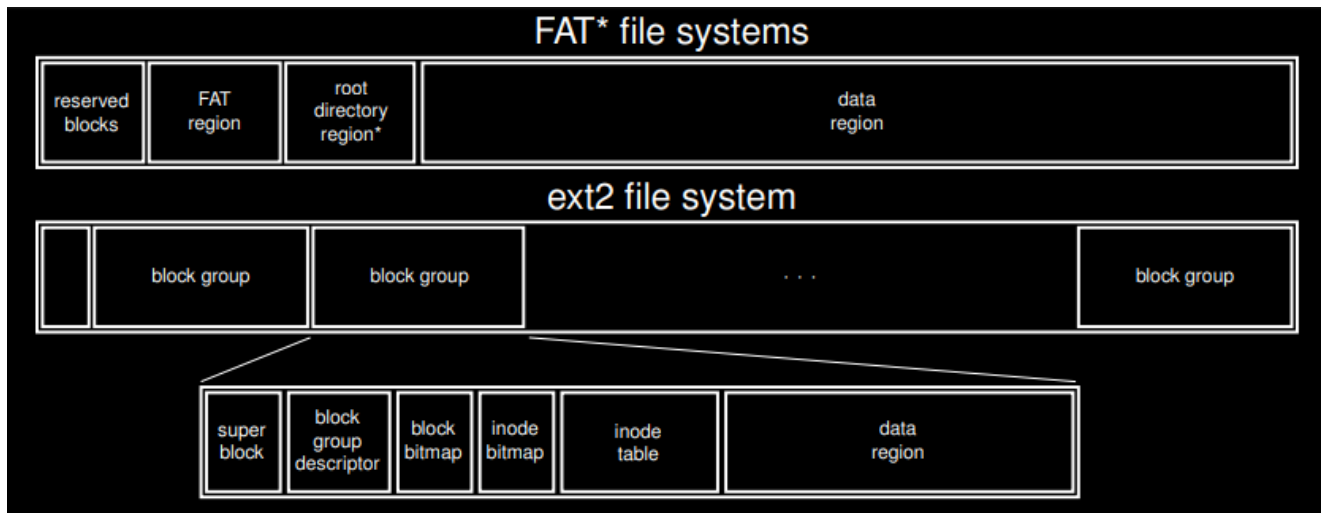 FAT* file systems
reserved
blocks
FAT
region
root
directory
region*
data
region
ext2 file system
block group
block group
. . .
block group
super
block
block
group
descriptor
block
bitmap
inode
bitmap
inode
table
data
region